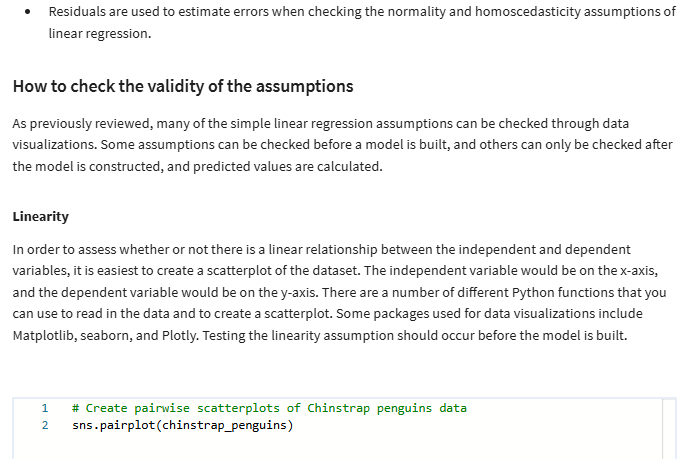 • Residuals are used to estimate errors when checking the normality and homoscedasticity assumptions of
linear regression.
How to check the validity of the assumptions
As previously reviewed, many of the simple linear regression assumptions can be checked through data
visualizations. Some assumptions can be checked before a model is built, and others can only be checked after
the model is constructed, and predicted values are calculated.
Linearity
In order to assess whether or not there is a linear relationship between the independent and dependent
variables, it is easiest to create a scatterplot of the dataset. The independent variable would be on the x-axis,
and the dependent variable would be on the y-axis. There are a number of different Python functions that you
can use to read in the data and to create a scatterplot. Some packages used for data visualizations include
Matplotlib, seaborn, and Plotly. Testing the linearity assumption should occur before the model is built.
1 # Create pairwise scatterplots of Chinstrap penguins data
2 sns.pairplot(chinstrap_penguins)